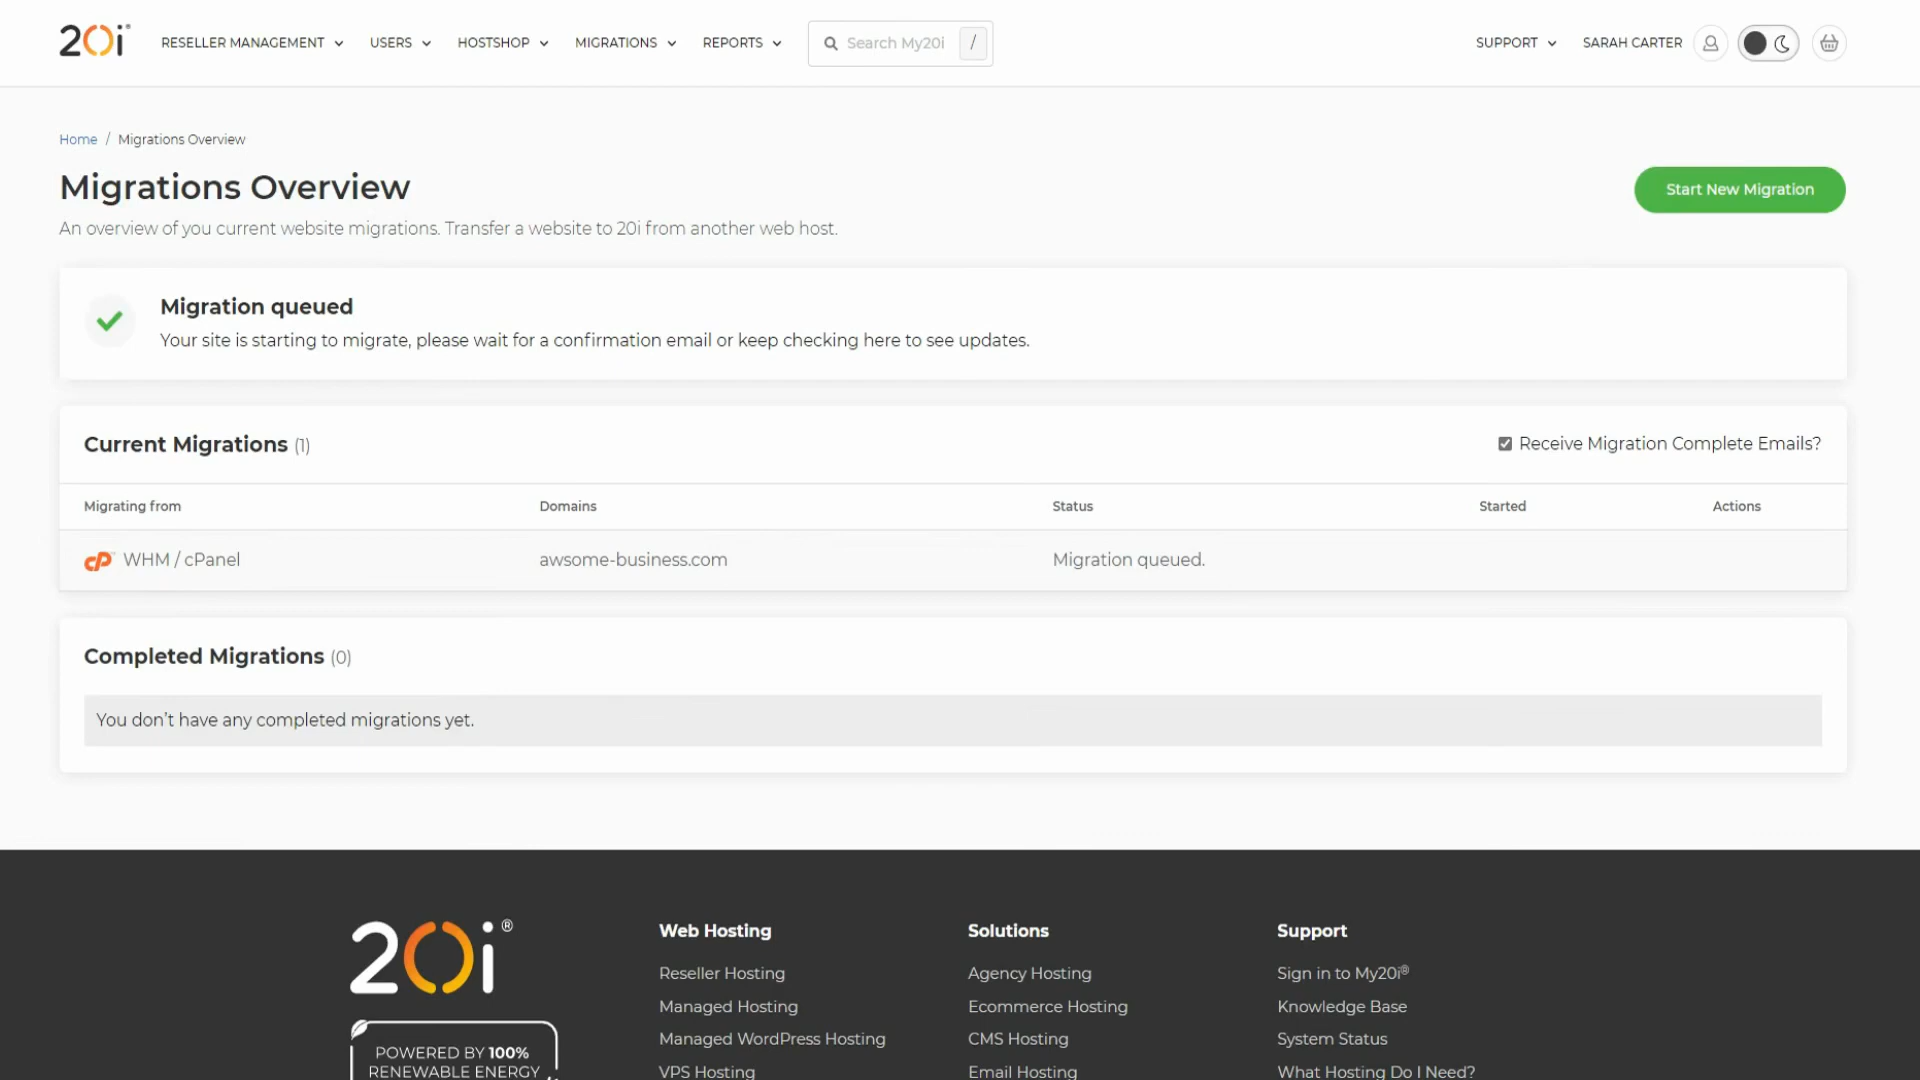 20i®
RESELLER MANAGEMENT
USERS
HOSTSHOP
MIGRATIONS
REPORTS
Search My20i
/
SUPPORT
SARAH CARTER
Home / Migrations Overview
Migrations Overview
Start New Migration
An overview of you current website migrations. Transfer a website to 20i from another web host.
Migration queued
Your site is starting to migrate, please wait for a confirmation email or keep checking here to see updates.
Current Migrations (1)
Receive Migration Complete Emails?
Migrating from
Domains
Status
Started
Actions
cP WHM / cPanel
awsome-business.com
Migration queued.
Completed Migrations (0)
You don't have any completed migrations yet.
20i®
POWERED BY 100%
RENEWABLE ENERGY
Web Hosting
Reseller Hosting
Managed Hosting
Managed WordPress Hosting
VPS Hosting
Solutions
Agency Hosting
Ecommerce Hosting
CMS Hosting
Email Hosting
Support
Sign in to My20i®
Knowledge Base
System Status
What Hosting Do I Need?